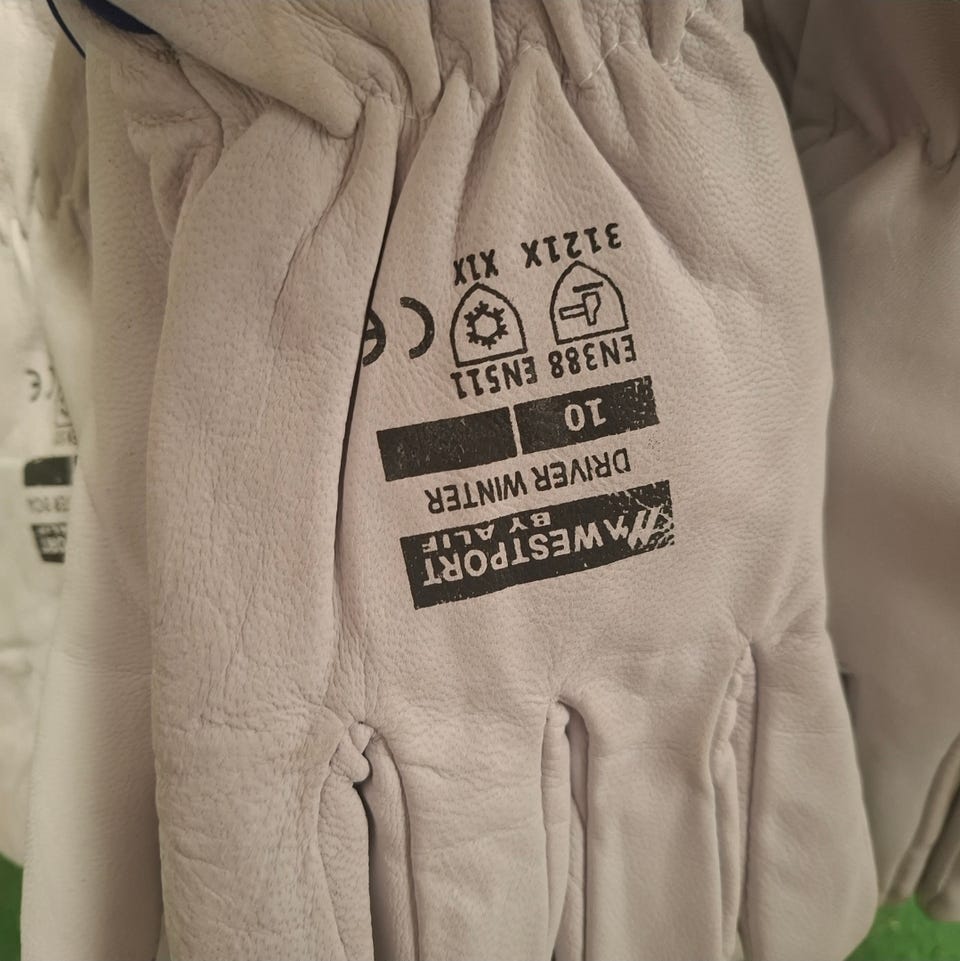 WESTPORT
BY ALIF
DRIVER WINTER
10
EN388 EN511
CE
3121X X1X